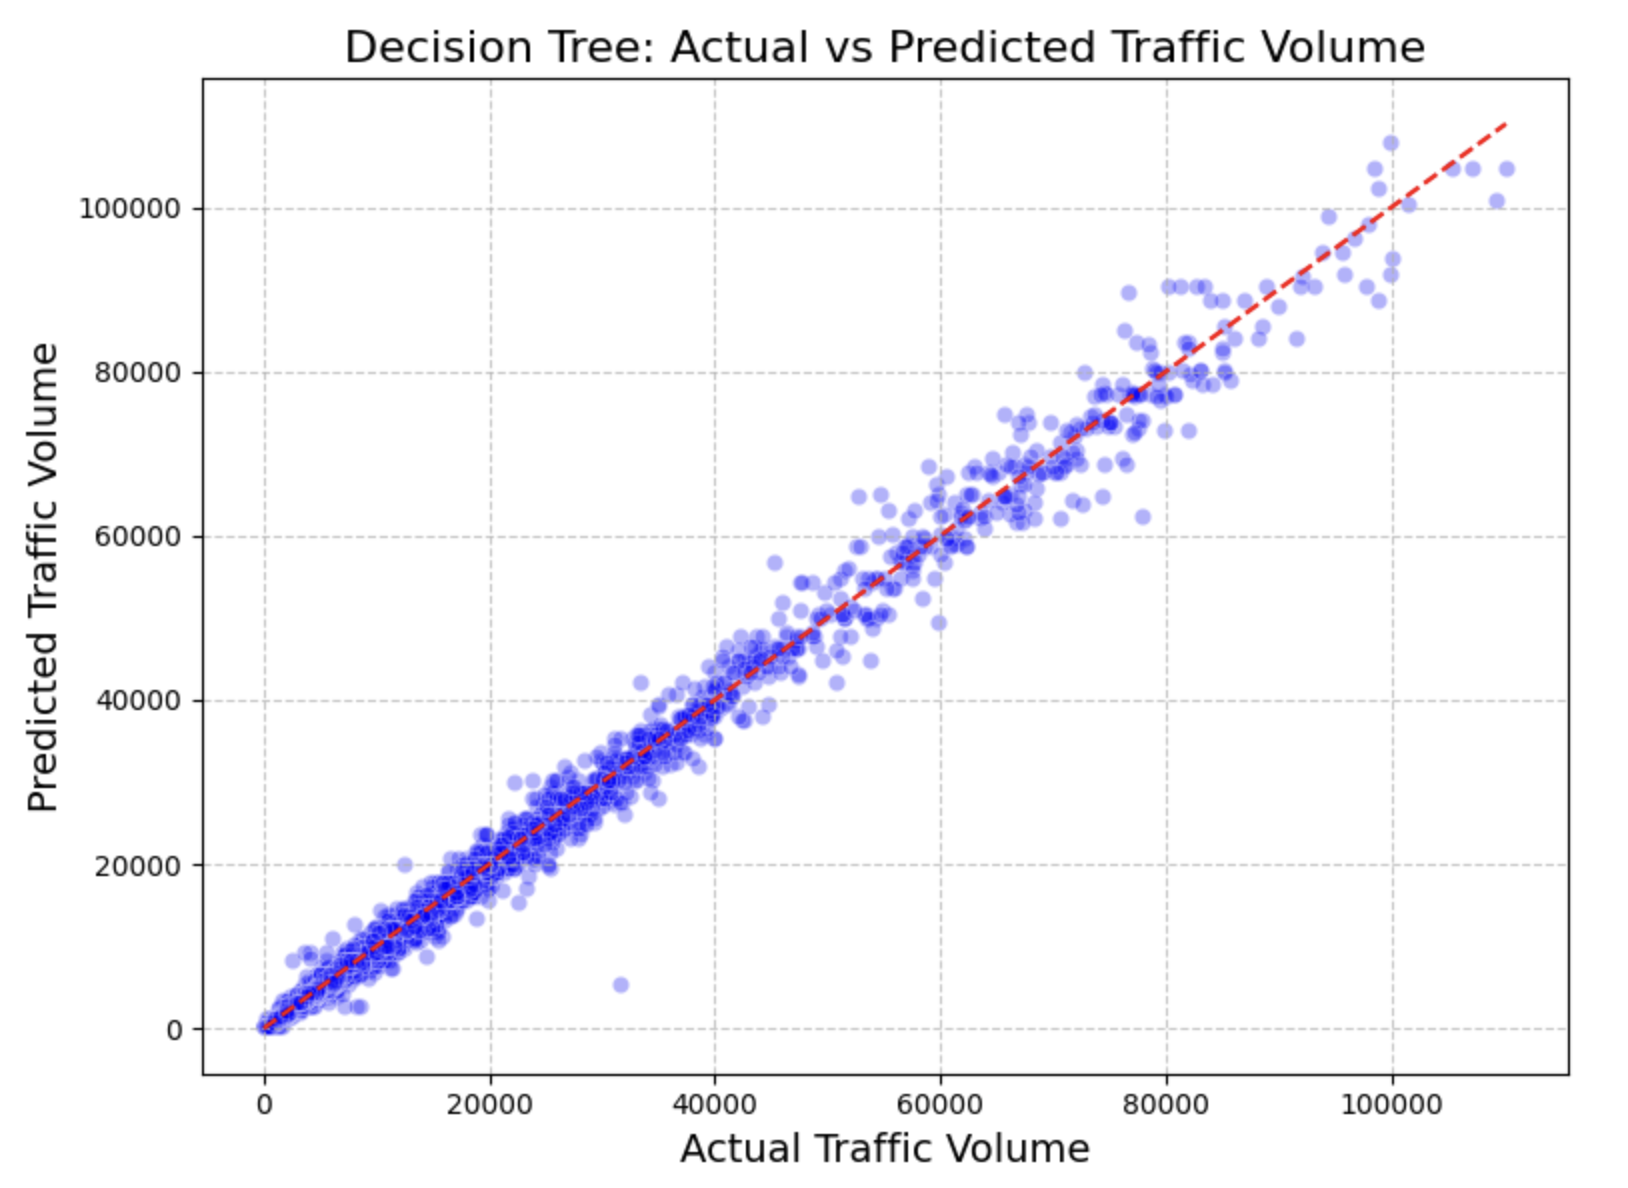 Decision Tree: Actual vs Predicted Traffic Volume
Predicted Traffic Volume
100000
80000
60000
40000
20000
0
0 20000 40000 60000 80000 100000
Actual Traffic Volume